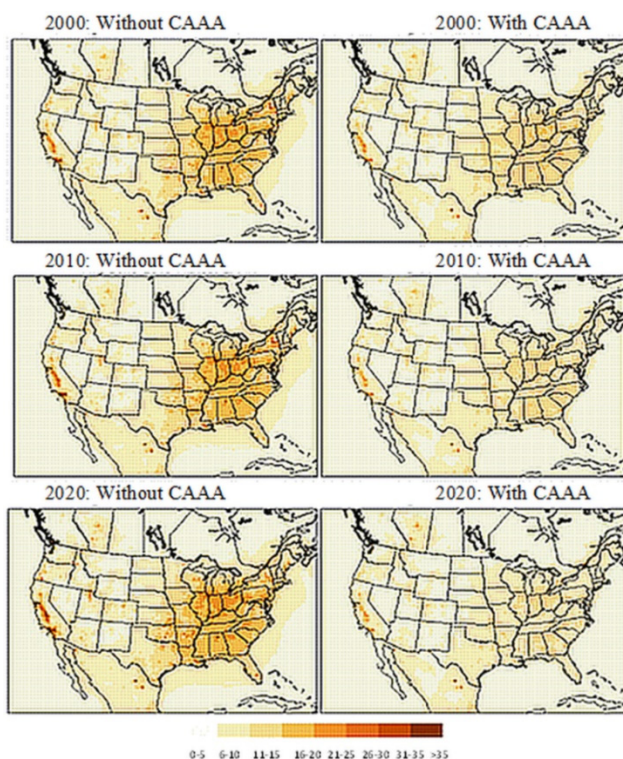 2000: Without CAAA 2000: With CAAA
2010: Without CAAA 2010: With CAAA
2020: Without CAAA 2020: With CAAA
0-5 6-10 11-15 16-20 21-25 26-30 31-35 >35